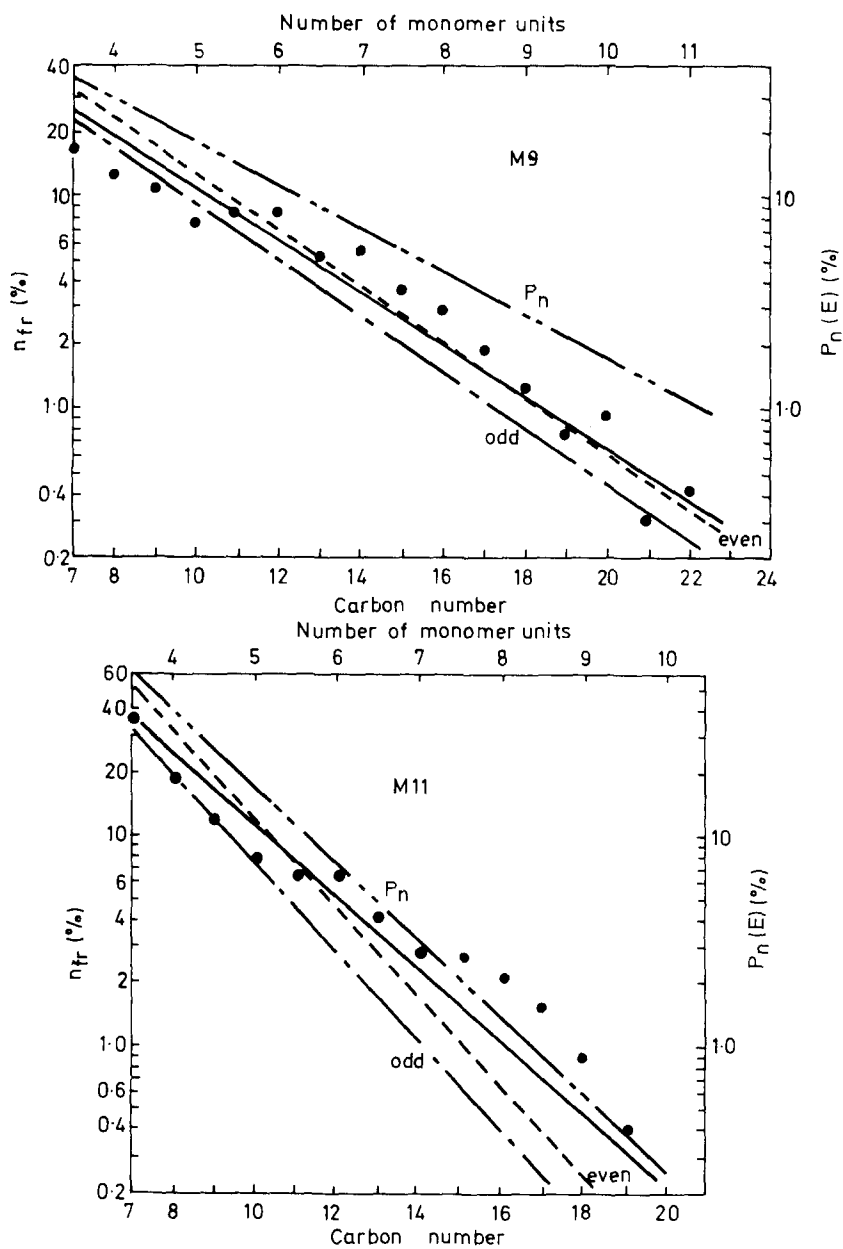 Number of monomer units
4 5 6 7 8 9 10 11
40
20
10
8
6
4
2
1·0
0·4
0·2
n_fr (%)
M9
P_n
odd
even
10
1·0
P_n (E) (%)
7 8 10 12 14 16 18 20 22 24
Carbon number
Number of monomer units
4 5 6 7 8 9 10
60
40
20
10
6
4
2
1·0
0·6
0·4
0·2
n_fr (%)
M11
P_n
odd
even
10
1·0
P_n (E) (%)
7 8 10 12 14 16 18 20
Carbon number